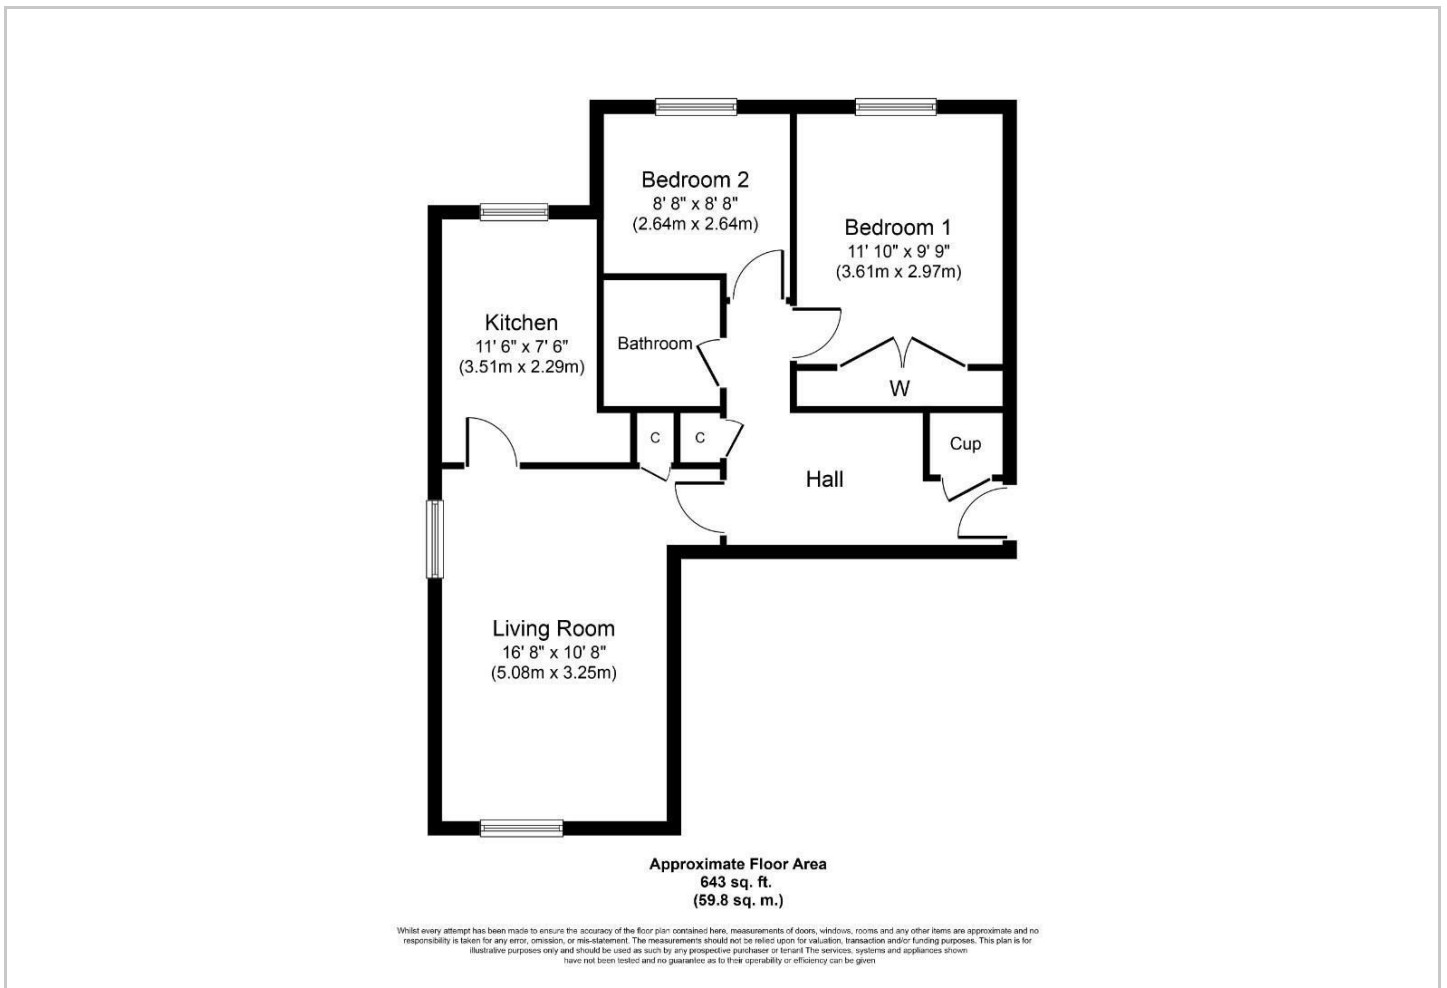 Bedroom 2
8' 8" x 8' 8"
(2.64m x 2.64m)
Bedroom 1
11' 10" x 9' 9"
(3.61m x 2.97m)
Kitchen
11' 6" x 7' 6"
(3.51m x 2.29m)
Bathroom
W
C
C
Cup
Hall
Living Room
16' 8" x 10' 8"
(5.08m x 3.25m)
Approximate Floor Area
643 sq. ft.
(59.8 sq. m.)
Whilst every attempt has been made to ensure the accuracy of the floor plan contained here, measurements of doors, windows, rooms and any other items are approximate and no
responsibility is taken for any error, omission, or mis-statement. The measurements should not be relied upon for valuation, transaction and/or funding purposes. This plan is for
illustrative purposes only and should be used as such by any prospective purchaser or tenant The services, systems and appliances shown
have not been tested and no guarantee as to their operability or efficiency can be given